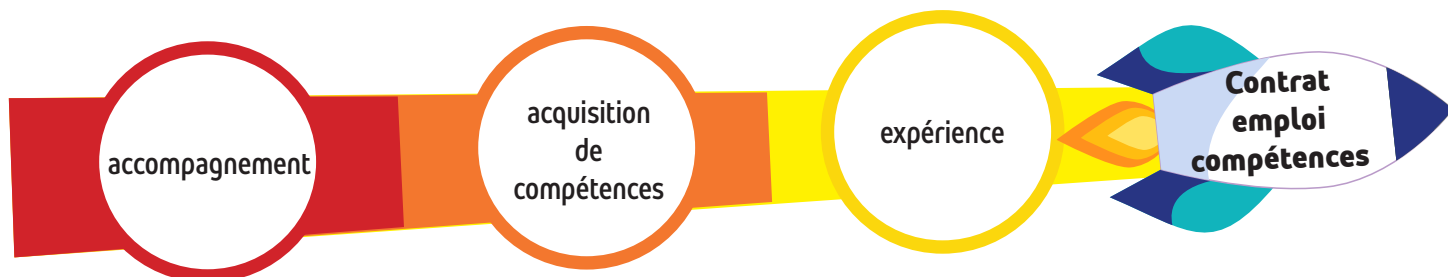 accompagnement
acquisition
de
compétences
expérience
Contrat
emploi
compétences